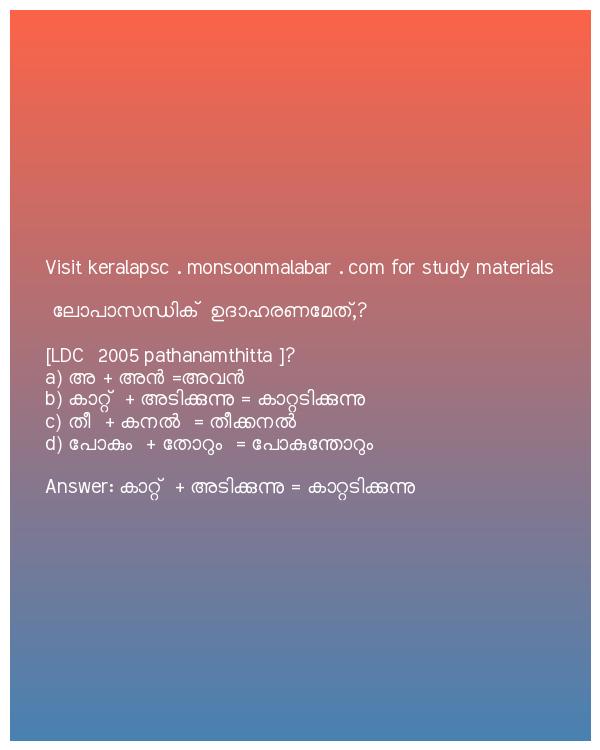 Visit keralapsc . monsoonmalabar . com for study materials
ലോപാസന്ധിക് ഉദാഹരണമേത്,?
[LDC 2005 pathanamthitta ]?
a) അ + അൻ =അവൻ
b) കാറ്റ് + അടിക്കുന്നു = കാറ്റടിക്കുന്നു
c) തീ + കനൽ = തീക്കനൽ
d) പോകും + തോറും = പോകുന്തോറും
Answer: കാറ്റ് + അടിക്കുന്നു = കാറ്റടിക്കുന്നു